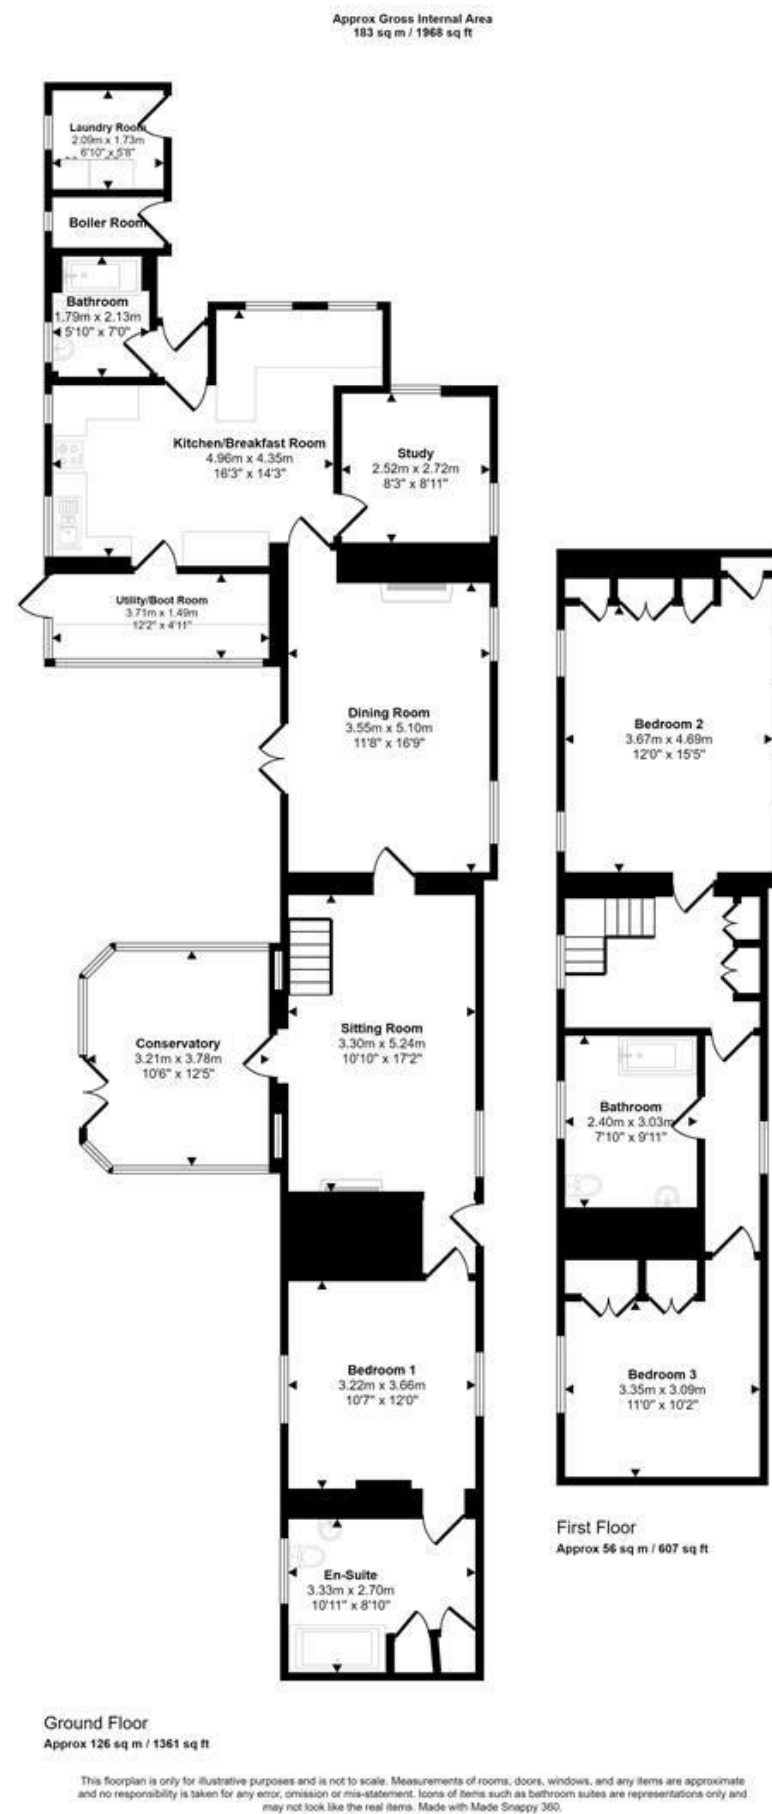 Approx Gross Internal Area
183 sq m / 1968 sq ft
Laundry Room
2.09m x 1.73m
6'10" x 5'8"
Boiler Room
Bathroom
1.79m x 2.13m
5'10" x 7'0"
Kitchen/Breakfast Room
4.96m x 4.35m
16'3" x 14'3"
Study
2.52m x 2.72m
8'3" x 8'11"
Utility/Boot Room
3.71m x 1.49m
12'2" x 4'11"
Dining Room
3.55m x 5.10m
11'8" x 16'9"
Bedroom 2
3.67m x 4.69m
12'0" x 15'5"
Conservatory
3.21m x 3.78m
10'6" x 12'5"
Sitting Room
3.30m x 5.24m
10'10" x 17'2"
Bathroom
2.40m x 3.03m
7'10" x 9'11"
Bedroom 1
3.22m x 3.66m
10'7" x 12'0"
Bedroom 3
3.35m x 3.09m
11'0" x 10'2"
En-Suite
3.33m x 2.70m
10'11" x 8'10"
First Floor
Approx 56 sq m / 607 sq ft
Ground Floor
Approx 126 sq m / 1361 sq ft
This floorplan is only for illustrative purposes and is not to scale. Measurements of rooms, doors, windows, and any items are approximate
and no responsibility is taken for any error, omission or mis-statement. Icons of items such as bathroom suites are representations only and
may not look like the real items. Made with Made Snappy 360.